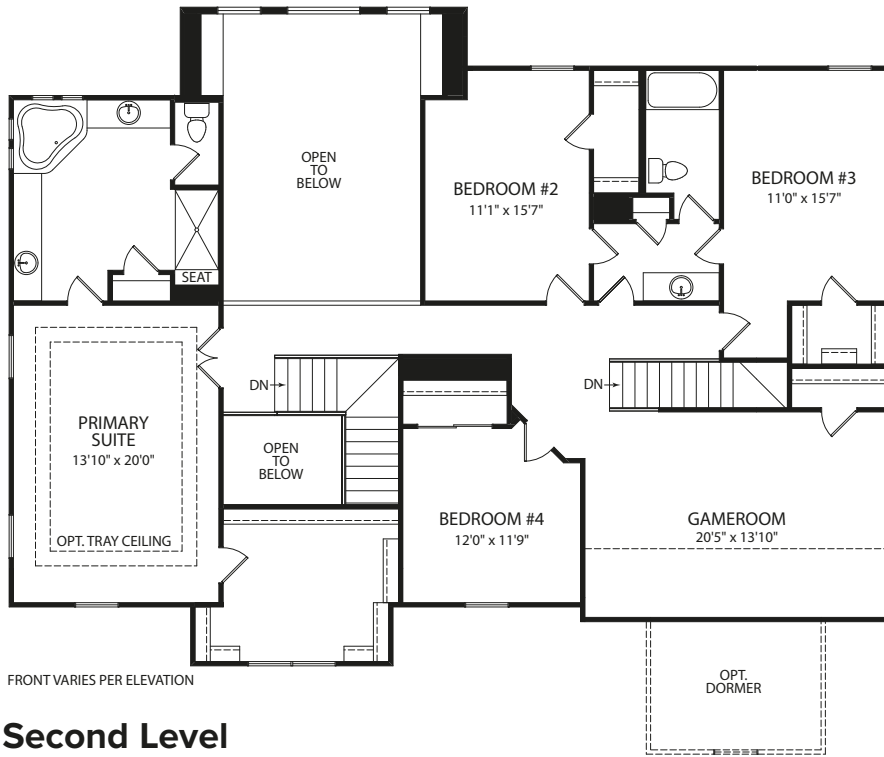 OPEN
TO
BELOW
BEDROOM #2
11'1" x 15'7"
BEDROOM #3
11'0" x 15'7"
SEAT
DN
DN
PRIMARY
SUITE
13'10" x 20'0"
OPT. TRAY CEILING
OPEN
TO
BELOW
BEDROOM #4
12'0" x 11'9"
GAMEROOM
20'5" x 13'10"
OPT.
DORMER
FRONT VARIES PER ELEVATION
Second Level